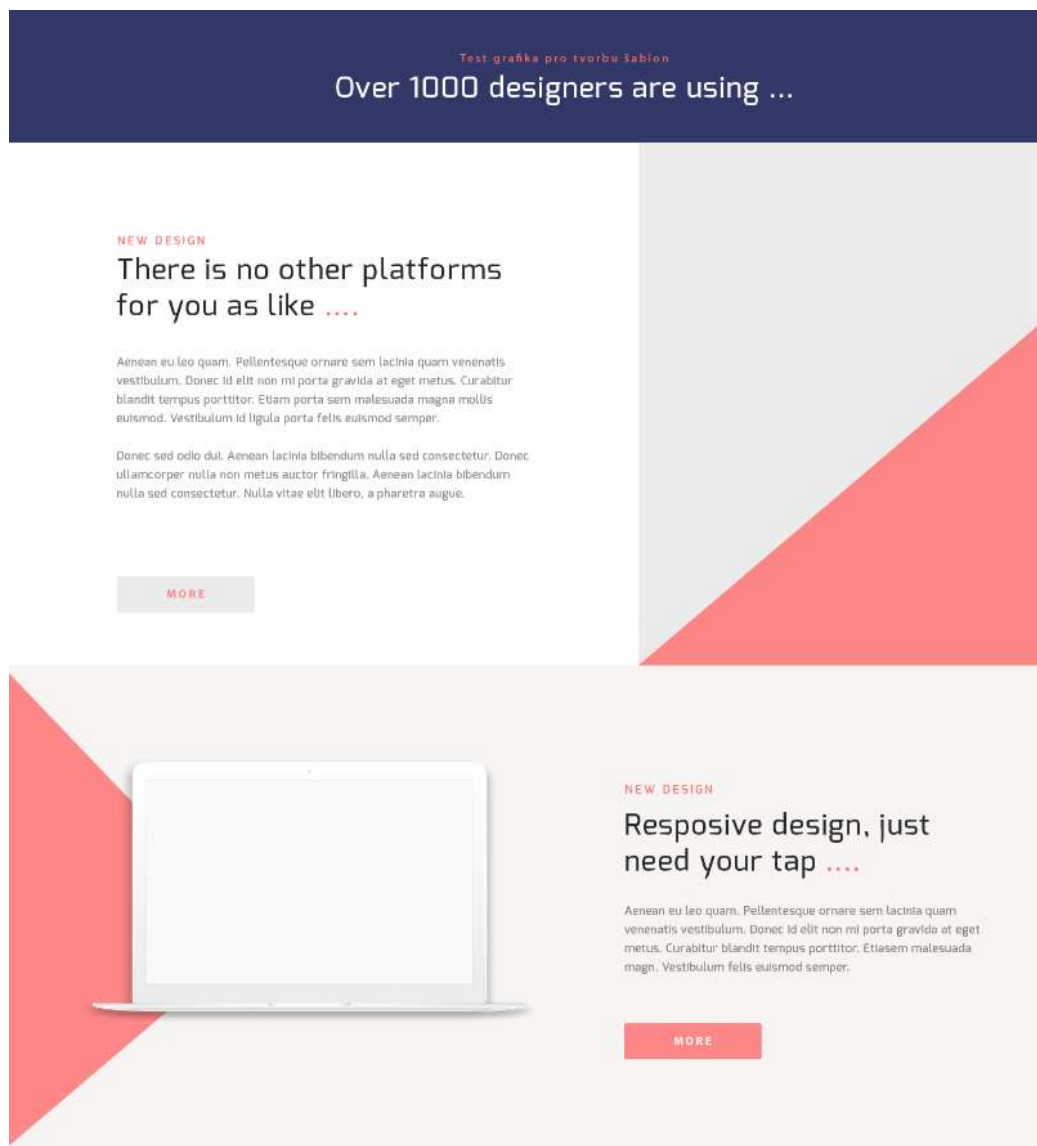 Test grafika pro tvorbu šablon
Over 1000 designers are using ...
NEW DESIGN
There is no other platforms
for you as like ....
Aenean eu leo quam. Pellentesque ornare sem lacinia quam venenatis
vestibulum. Donec id elit non mi porta gravida at eget metus. Curabitur
blandit tempus porttitor. Etiam porta sem malesuada magna mollis
euismod. Vestibulum id ligula porta felis euismod semper.
Donec sed odio dui. Aenean lacinia bibendum nulla sed consectetur. Donec
ullamcorper nulla non metus auctor fringilla. Aenean lacinia bibendum
nulla sed consectetur. Nulla vitae elit libero, a pharetra augue.
MORE
NEW DESIGN
Resposive design, just
need your tap ....
Aenean eu leo quam. Pellentesque ornare sem lacinia quam
venenatis vestibulum. Donec id elit non mi porta gravida at eget
metus. Curabitur blandit tempus porttitor. Etiasem malesuada
magn. Vestibulum felis euismod semper.
MORE